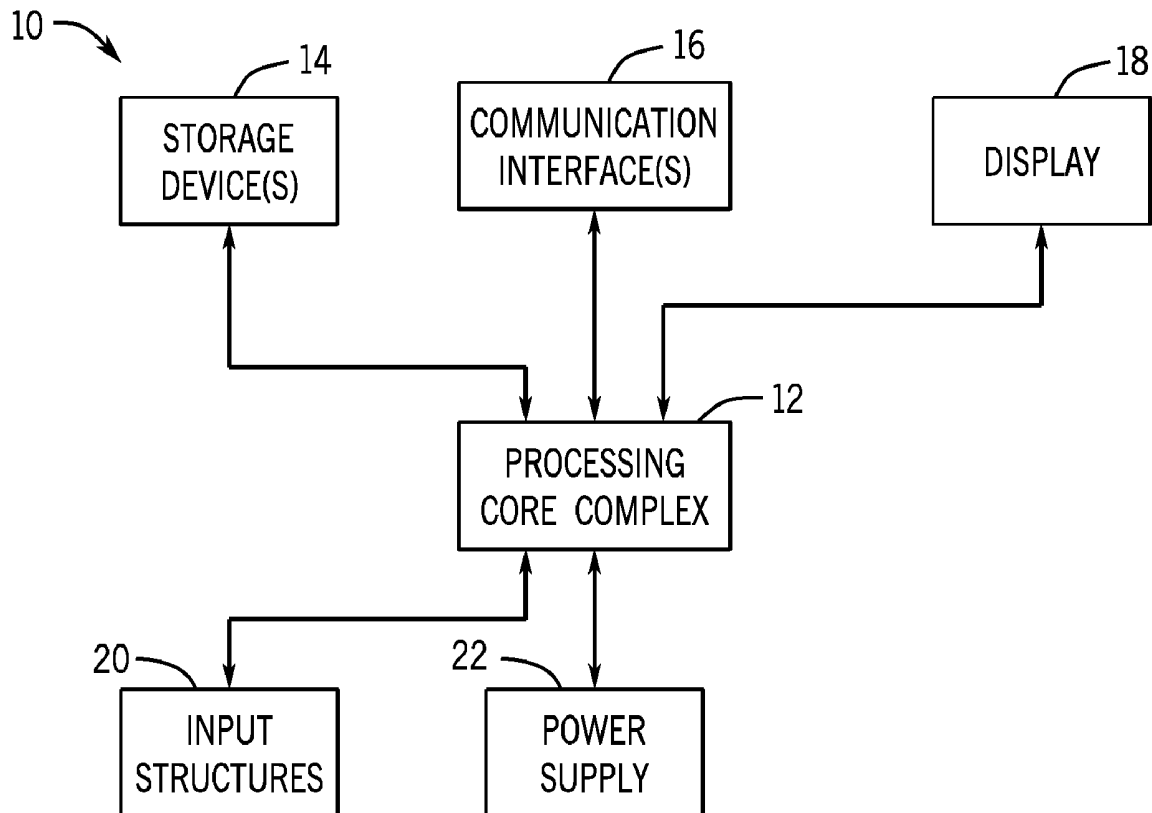 10
14
16
18
STORAGE
DEVICE(S)
COMMUNICATION
INTERFACE(S)
DISPLAY
12
PROCESSING
CORE COMPLEX
20
22
INPUT
STRUCTURES
POWER
SUPPLY